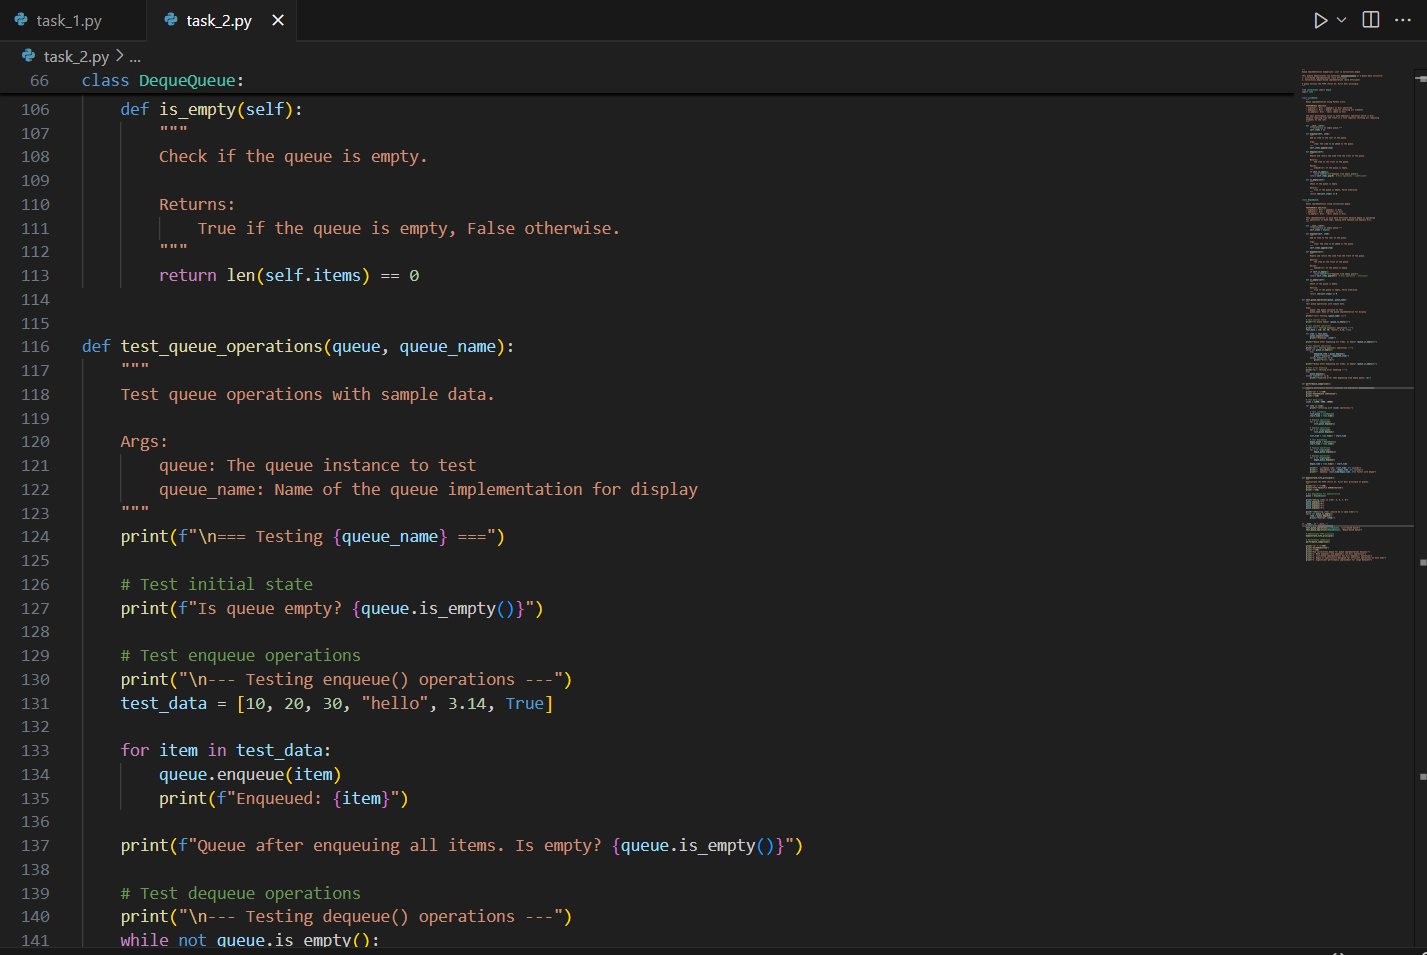 task_1.py
task_2.py
task_2.py > ...
66 class DequeQueue:
106     def is_empty(self):
107         """
108         Check if the queue is empty.
109
110         Returns:
111             True if the queue is empty, False otherwise.
112         """
113         return len(self.items) == 0
114
115
116 def test_queue_operations(queue, queue_name):
117     """
118     Test queue operations with sample data.
119
120     Args:
121         queue: The queue instance to test
122         queue_name: Name of the queue implementation for display
123     """
124     print(f"\n=== Testing {queue_name} ===")
125
126     # Test initial state
127     print(f"Is queue empty? {queue.is_empty()}")
128
129     # Test enqueue operations
130     print("\n--- Testing enqueue() operations ---")
131     test_data = [10, 20, 30, "hello", 3.14, True]
132
133     for item in test_data:
134         queue.enqueue(item)
135         print(f"Enqueued: {item}")
136
137     print(f"Queue after enqueuing all items. Is empty? {queue.is_empty()}")
138
139     # Test dequeue operations
140     print("\n--- Testing dequeue() operations ---")
141     while not queue.is_empty():